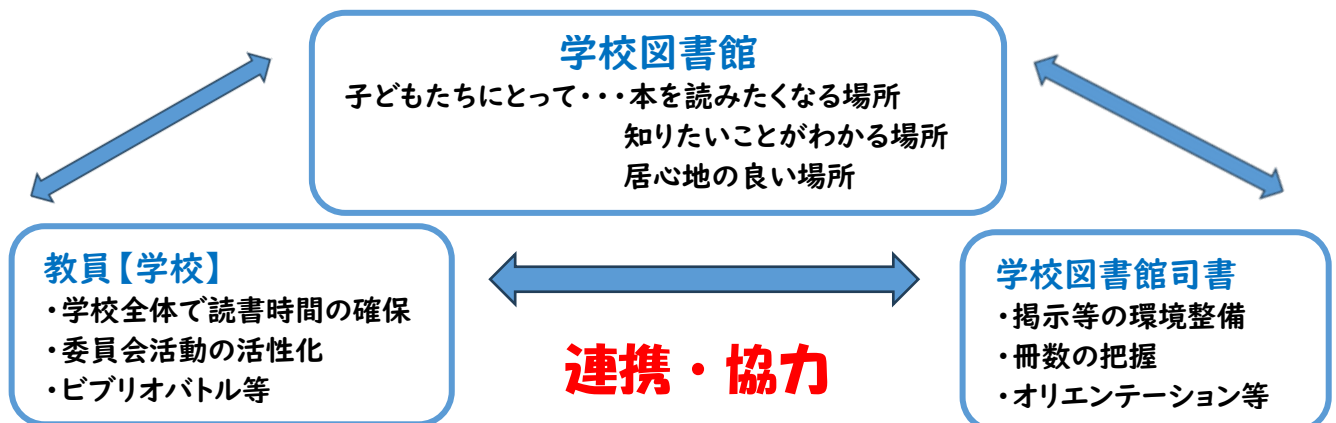 学校図書館
子どもたちにとって・・・本を読みたくなる場所
知りたいことがわかる場所
居心地の良い場所
教員【学校】
・学校全体で読書時間の確保
・委員会活動の活性化
・ビブリオバトル等
連携・協力
学校図書館司書
・掲示等の環境整備
・冊数の把握
・オリエンテーション等